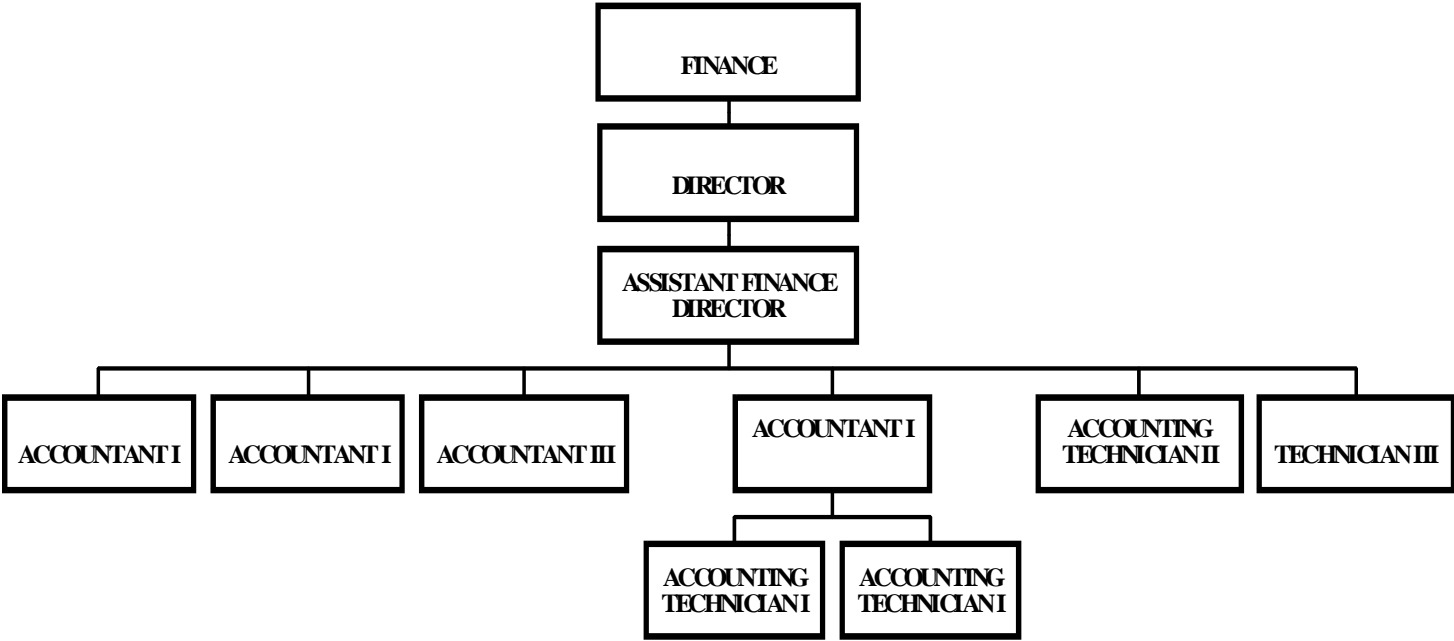 FINANCE
DIRECTOR
ASSISTANT FINANCE
DIRECTOR
ACCOUNTANT I
ACCOUNTANT I
ACCOUNTANT III
ACCOUNTANT I
ACCOUNTING
TECHNICIAN II
TECHNICIAN III
ACCOUNTING
TECHNICIAN I
ACCOUNTING
TECHNICIAN I